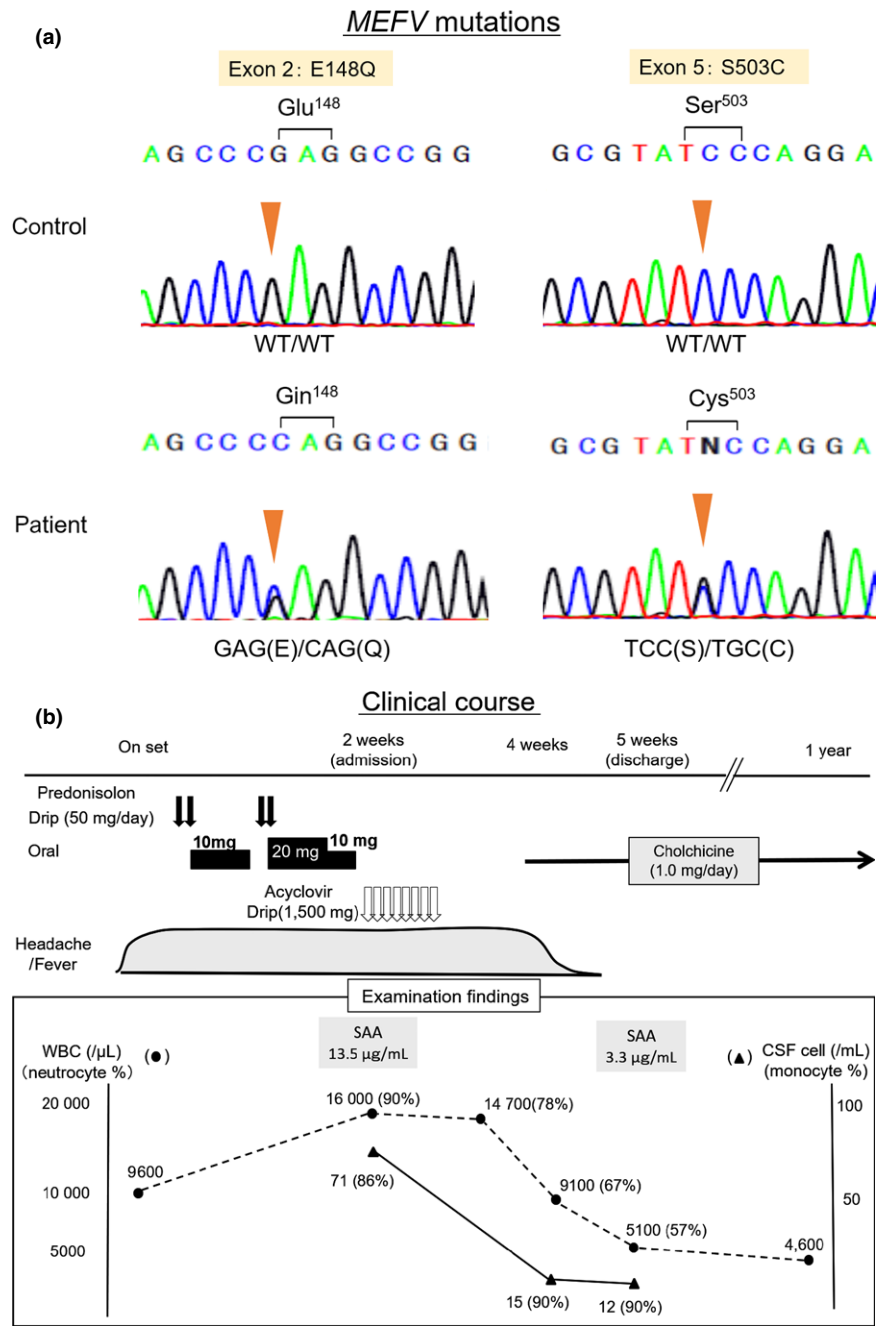 MEFV mutations
(a)
Exon 2: E148Q
Exon 5: S503C
Glu148
Ser503
A G C C C G A G G C C G G
G C G T A T C C C A G G A
Control
WT/WT
WT/WT
Gin148
Cys503
A G C C C C A G G C C G G
G C G T A T N C C A G G A
Patient
GAG(E)/CAG(Q)
TCC(S)/TGC(C)
(b)
Clinical course
On set
2 weeks
(admission)
4 weeks
5 weeks
(discharge)
1 year
Predonisolon
Drip (50 mg/day)
Oral
10mg
20 mg
10 mg
Cholchicine
(1.0 mg/day)
Acyclovir
Drip(1,500 mg)
Headache
/Fever
Examination findings
WBC (/μL)
(neutrocyte %)
(●)
SAA
13.5 μg/mL
SAA
3.3 μg/mL
(▲)
CSF cell (/mL)
(monocyte %)
20 000
10 000
5000
100
50
9600
16 000 (90%)
14 700(78%)
9100 (67%)
5100 (57%)
4,600
71 (86%)
15 (90%)
12 (90%)